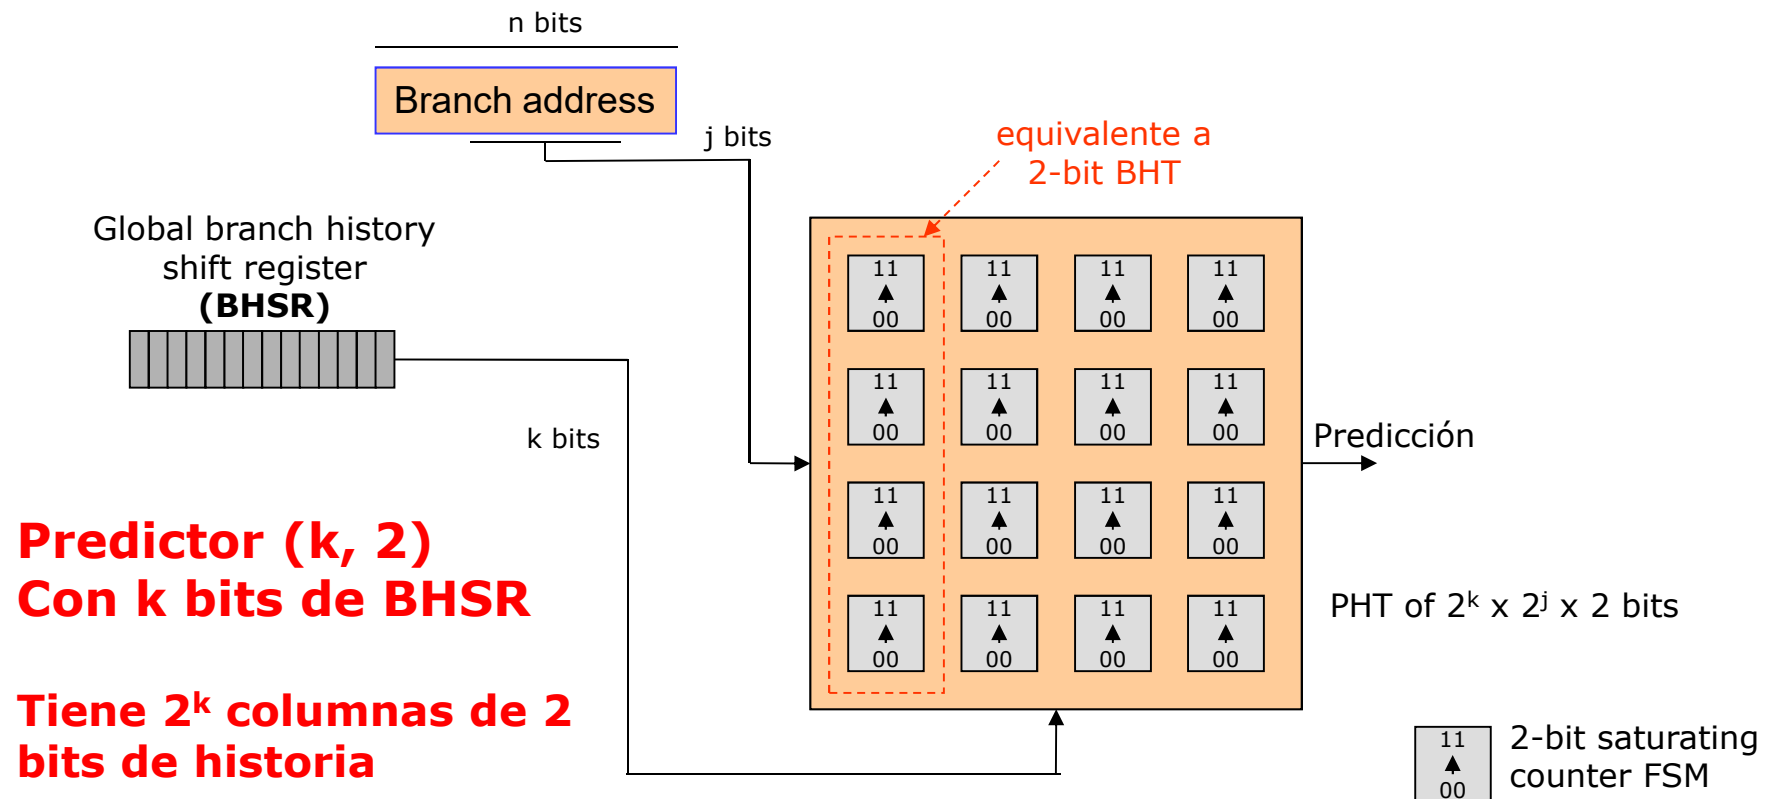 n bits
Branch address
j bits
equivalente a
2-bit BHT
Global branch history
shift register
(BHSR)
k bits
11 11 11 11
00 00 00 00
11 11 11 11
00 00 00 00
11 11 11 11
00 00 00 00
11 11 11 11
00 00 00 00
Predicción
Predictor (k, 2)
Con k bits de BHSR
PHT of 2ᵏ x 2ʲ x 2 bits
Tiene 2ᵏ columnas de 2
bits de historia
11
00
2-bit saturating
counter FSM